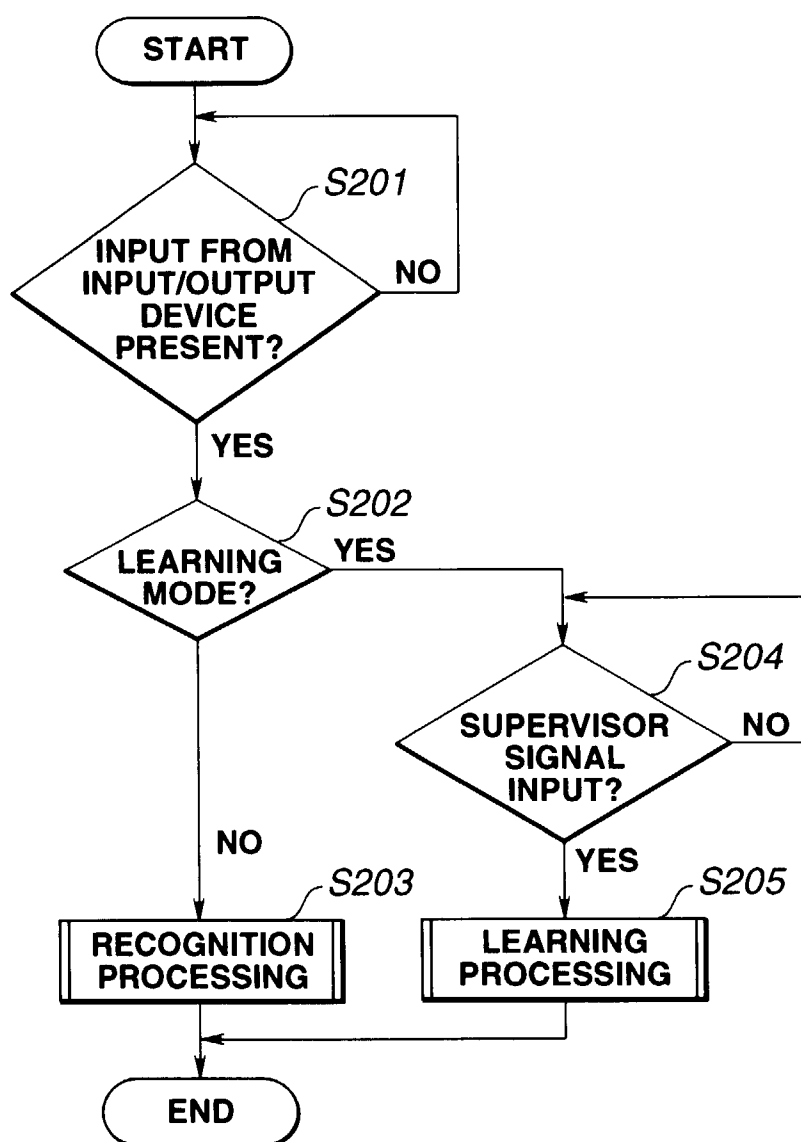 START
S201
INPUT FROM
INPUT/OUTPUT
DEVICE
PRESENT?
NO
YES
S202
LEARNING
MODE?
YES
S204
SUPERVISOR
SIGNAL
INPUT?
NO
NO
YES
S203
RECOGNITION
PROCESSING
S205
LEARNING
PROCESSING
END